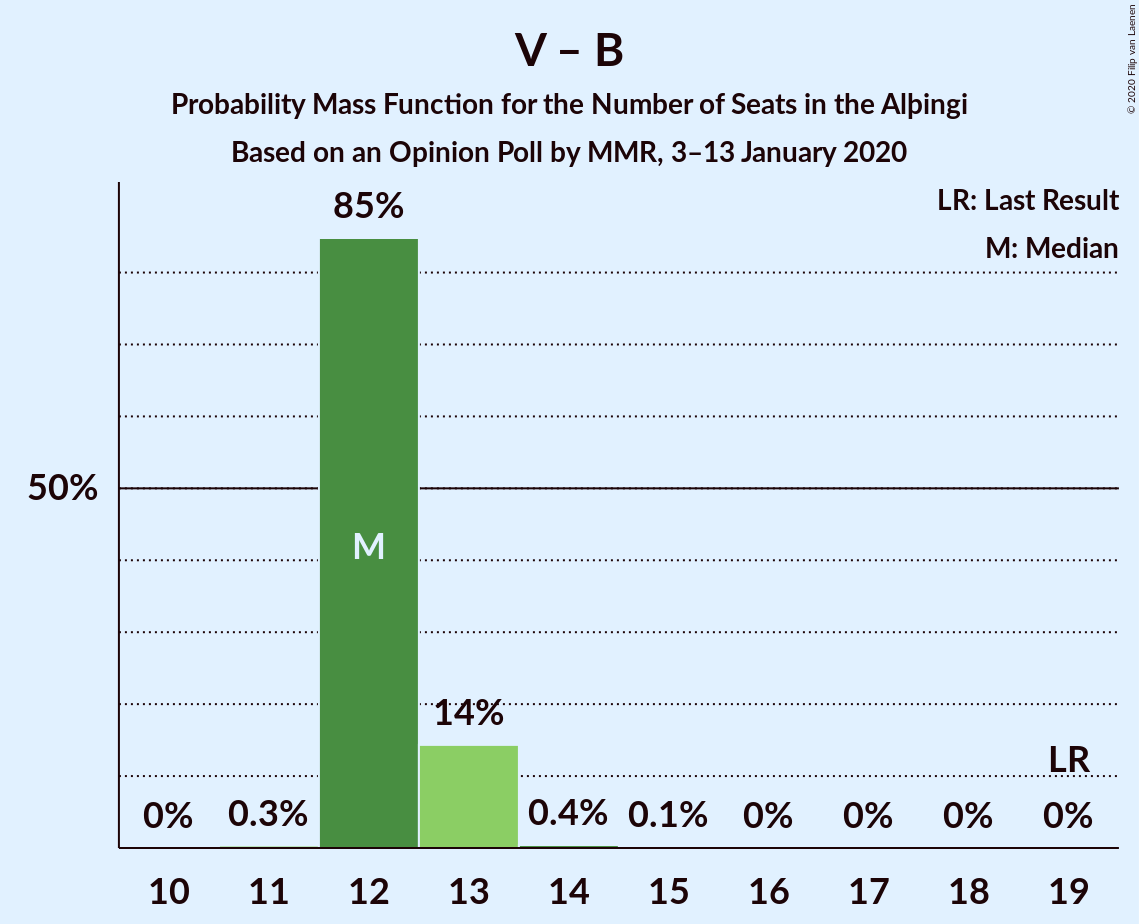 V – B
Probability Mass Function for the Number of Seats in the Alþingi
Based on an Opinion Poll by MMR, 3–13 January 2020
© 2020 Filip van Laenen
LR: Last Result
M: Median
85%
50%
M
14%
LR
0%
0.3%
0.4%
0.1%
0%
0%
0%
0%
10
11
12
13
14
15
16
17
18
19